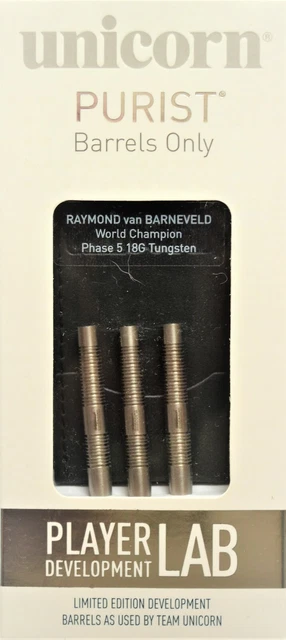 unicorn®
PURIST®
Barrels Only
RAYMOND van BARNEVELD
World Champion
Phase 5 18G Tungsten
PLAYER
DEVELOPMENT
LAB
LIMITED EDITION DEVELOPMENT
BARRELS AS USED BY TEAM UNICORN